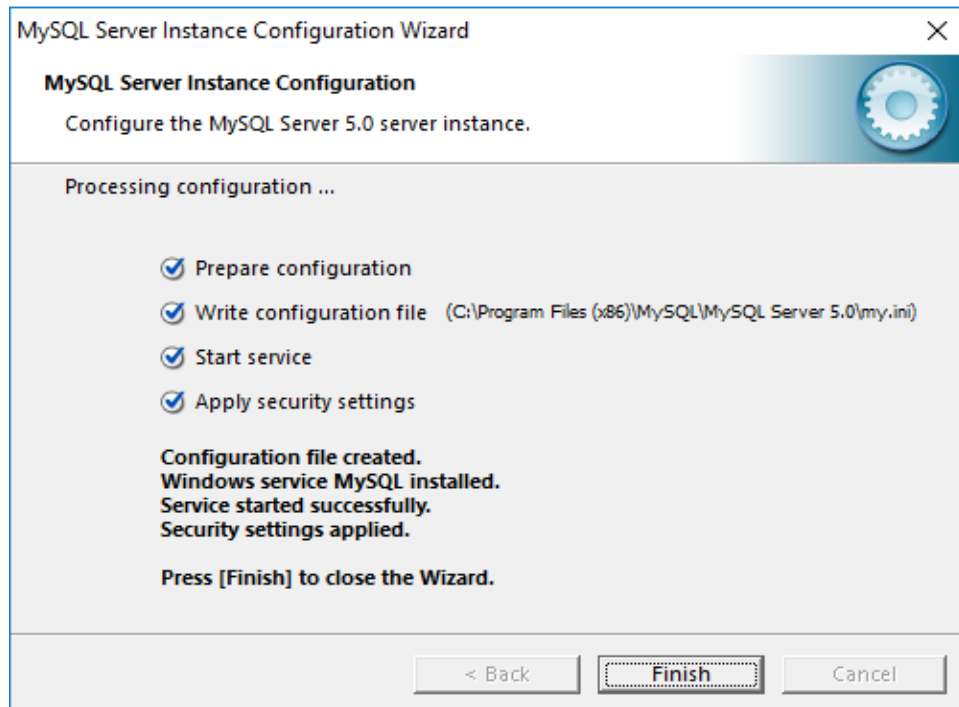 MySQL Server Instance Configuration Wizard
MySQL Server Instance Configuration
Configure the MySQL Server 5.0 server instance.
Processing configuration ...
Prepare configuration
Write configuration file (C:\Program Files (x86)\MySQL\MySQL Server 5.0\my.ini)
Start service
Apply security settings
Configuration file created.
Windows service MySQL installed.
Service started successfully.
Security settings applied.
Press [Finish] to close the Wizard.
< Back Finish Cancel